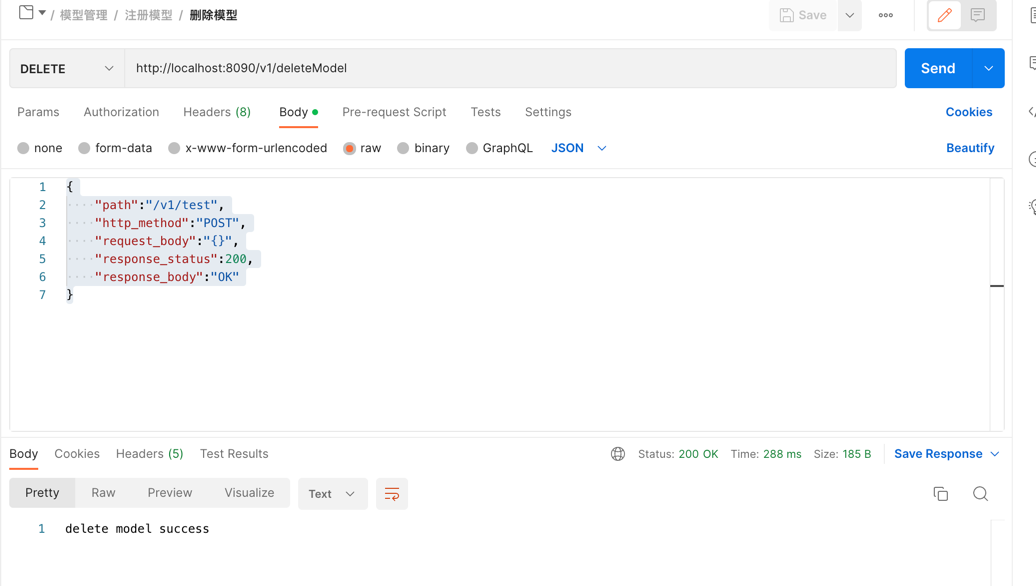 / 模型管理 / 注册模型 / 删除模型 Save
DELETE http://localhost:8090/v1/deleteModel Send
Params Authorization Headers (8) Body Pre-request Script Tests Settings Cookies
none form-data x-www-form-urlencoded raw binary GraphQL JSON Beautify
1 {
2 "path":"/v1/test",
3 "http_method":"POST",
4 "request_body":"{}",
5 "response_status":200,
6 "response_body":"OK"
7 }
Body Cookies Headers (5) Test Results Status: 200 OK Time: 288 ms Size: 185 B Save Response
Pretty Raw Preview Visualize Text
1 delete model success